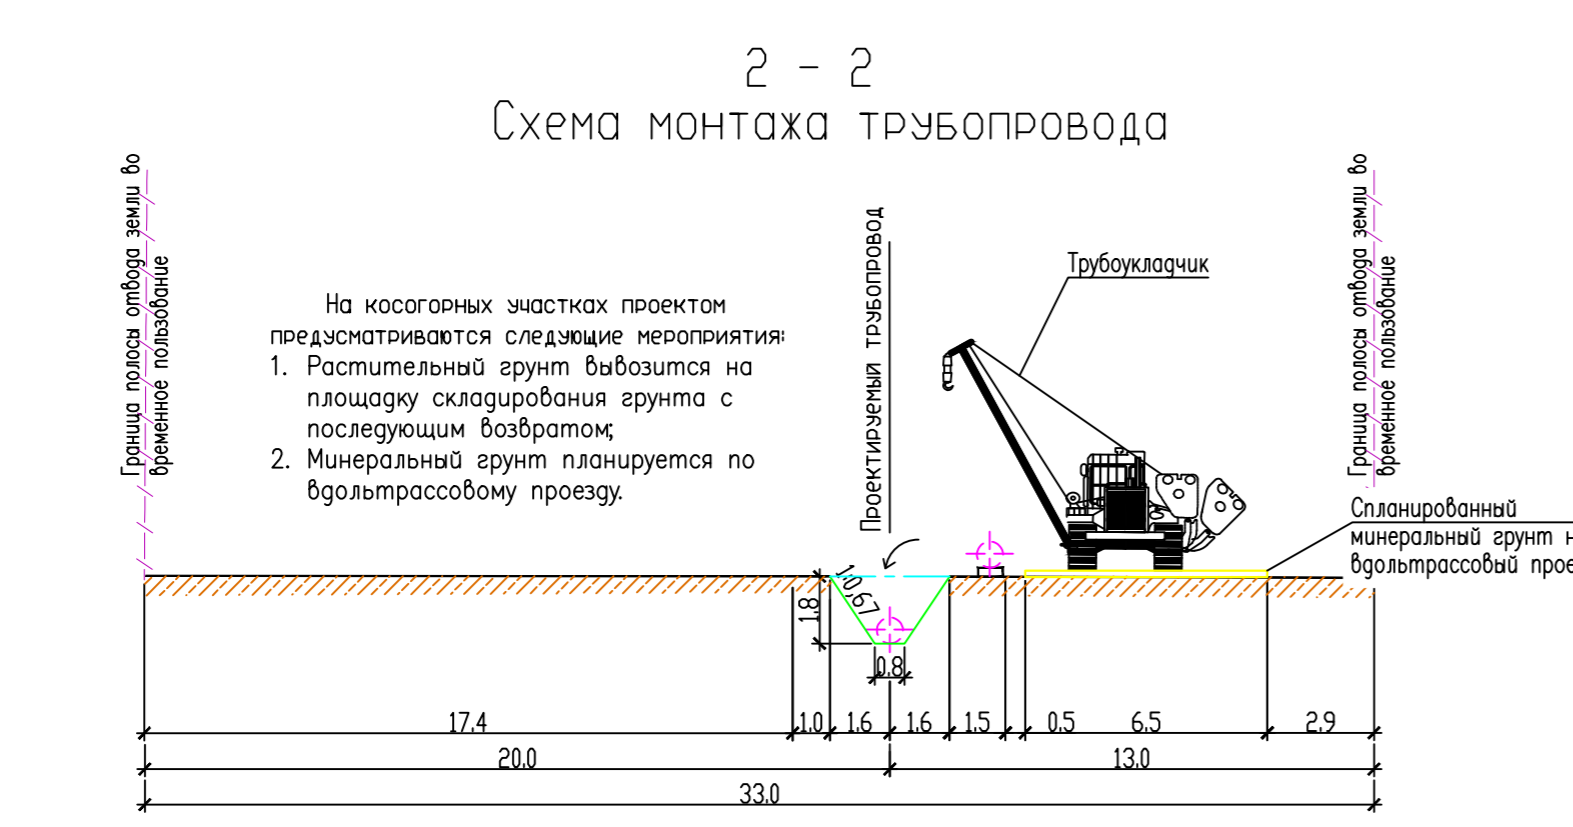 2 - 2
Схема монтажа трубопровода
Граница полосы отвода земли во
временное пользование
На косогорных участках проектом
предусматриваются следующие мероприятия:
1. Растительный грунт вывозится на
площадку складирования грунта с
последующим возвратом;
2. Минеральный грунт планируется по
вдольтрассовому проезду.
Проектируемый трубопровод
Трубоукладчик
Граница полосы отвода земли во
временное пользование
Спланированный
минеральный грунт н
вдольтрассовый прое
1:0,67
1.8
0.8
17.4
1.0
1.6
1.6
1.5
0.5
6.5
2.9
20.0
13.0
33.0